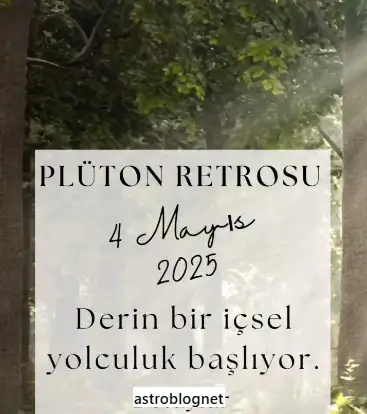 PLÜTON RETROSU
4 Mayıs
2025
Derin bir içsel
yolculuk başlıyor.
astroblognet